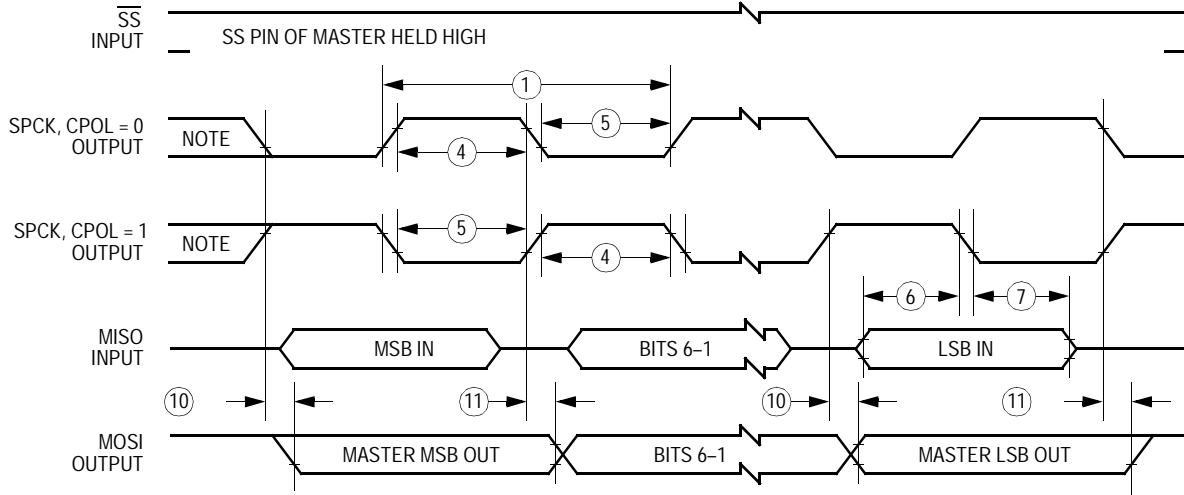 SS
INPUT
SS PIN OF MASTER HELD HIGH
1
SPCK, CPOL = 0
OUTPUT
NOTE
4
5
SPCK, CPOL = 1
OUTPUT
NOTE
5
4
6
7
MISO
INPUT
MSB IN
BITS 6–1
LSB IN
10
11
10
11
MOSI
OUTPUT
MASTER MSB OUT
BITS 6–1
MASTER LSB OUT